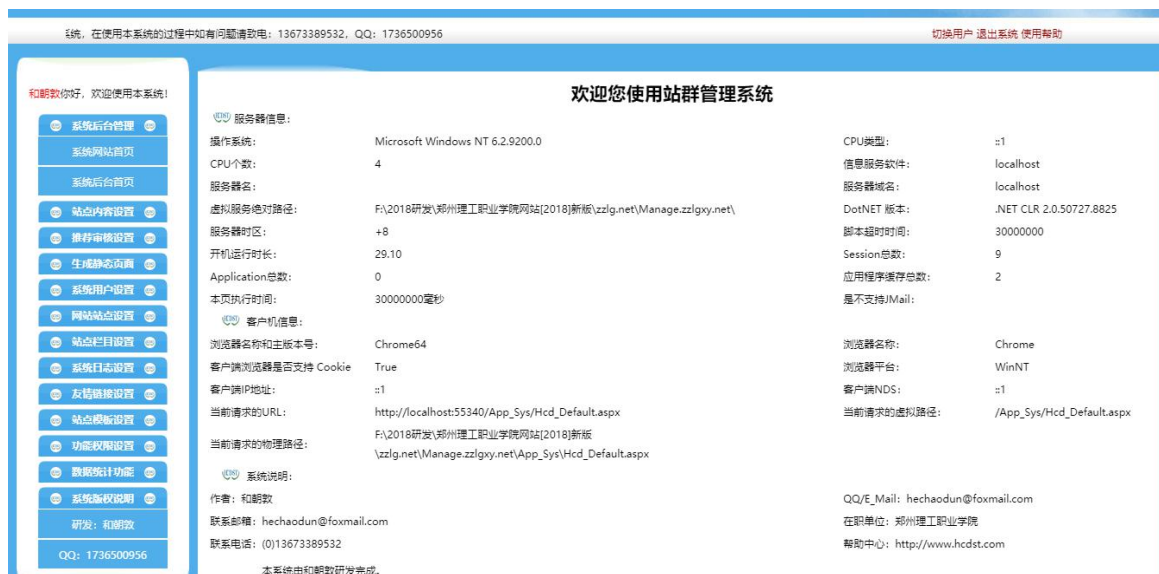 系统，在使用本系统的过程中如有问题请致电：13673389532，QQ：1736500956
切换用户 退出系统 使用帮助
和朝敦你好，欢迎使用本系统!
系统后台管理
系统网站首页
系统后台首页
站点内容设置
推荐审核设置
生成静态页面
系统用户设置
网站站点设置
站点栏目设置
系统日志设置
友情链接设置
站点模板设置
功能权限设置
数据统计功能
系统版权说明
研发：和朝敦
QQ：1736500956
欢迎您使用站群管理系统
服务器信息：
操作系统： Microsoft Windows NT 6.2.9200.0 CPU类型： ::1
CPU个数： 4 信息服务软件： localhost
服务器名： 服务器域名： localhost
虚拟服务绝对路径： F:\2018研发\郑州理工职业学院网站[2018]新版\zzlg.net\Manage.zzlgxy.net\ DotNET 版本： .NET CLR 2.0.50727.8825
服务器时区： +8 脚本超时时间： 30000000
开机运行时长： 29.10 Session总数： 9
Application总数： 0 应用程序缓存总数： 2
本页执行时间： 30000000毫秒 是不支持JMail：
客户机信息：
浏览器名称和主版本号： Chrome64 浏览器名称： Chrome
客户端浏览器是否支持 Cookie True 浏览器平台： WinNT
客户端IP地址： ::1 客户端NDS： ::1
当前请求的URL： http://localhost:55340/App_Sys/Hcd_Default.aspx 当前请求的虚拟路径： /App_Sys/Hcd_Default.aspx
当前请求的物理路径： F:\2018研发\郑州理工职业学院网站[2018]新版
\zzlg.net\Manage.zzlgxy.net\App_Sys\Hcd_Default.aspx
系统说明：
作者：和朝敦 QQ/E_Mail：hechaodun@foxmail.com
联系邮箱：hechaodun@foxmail.com 在职单位：郑州理工职业学院
联系电话：(0)13673389532 帮助中心：http://www.hcdst.com
本系统由和朝敦研发完成。